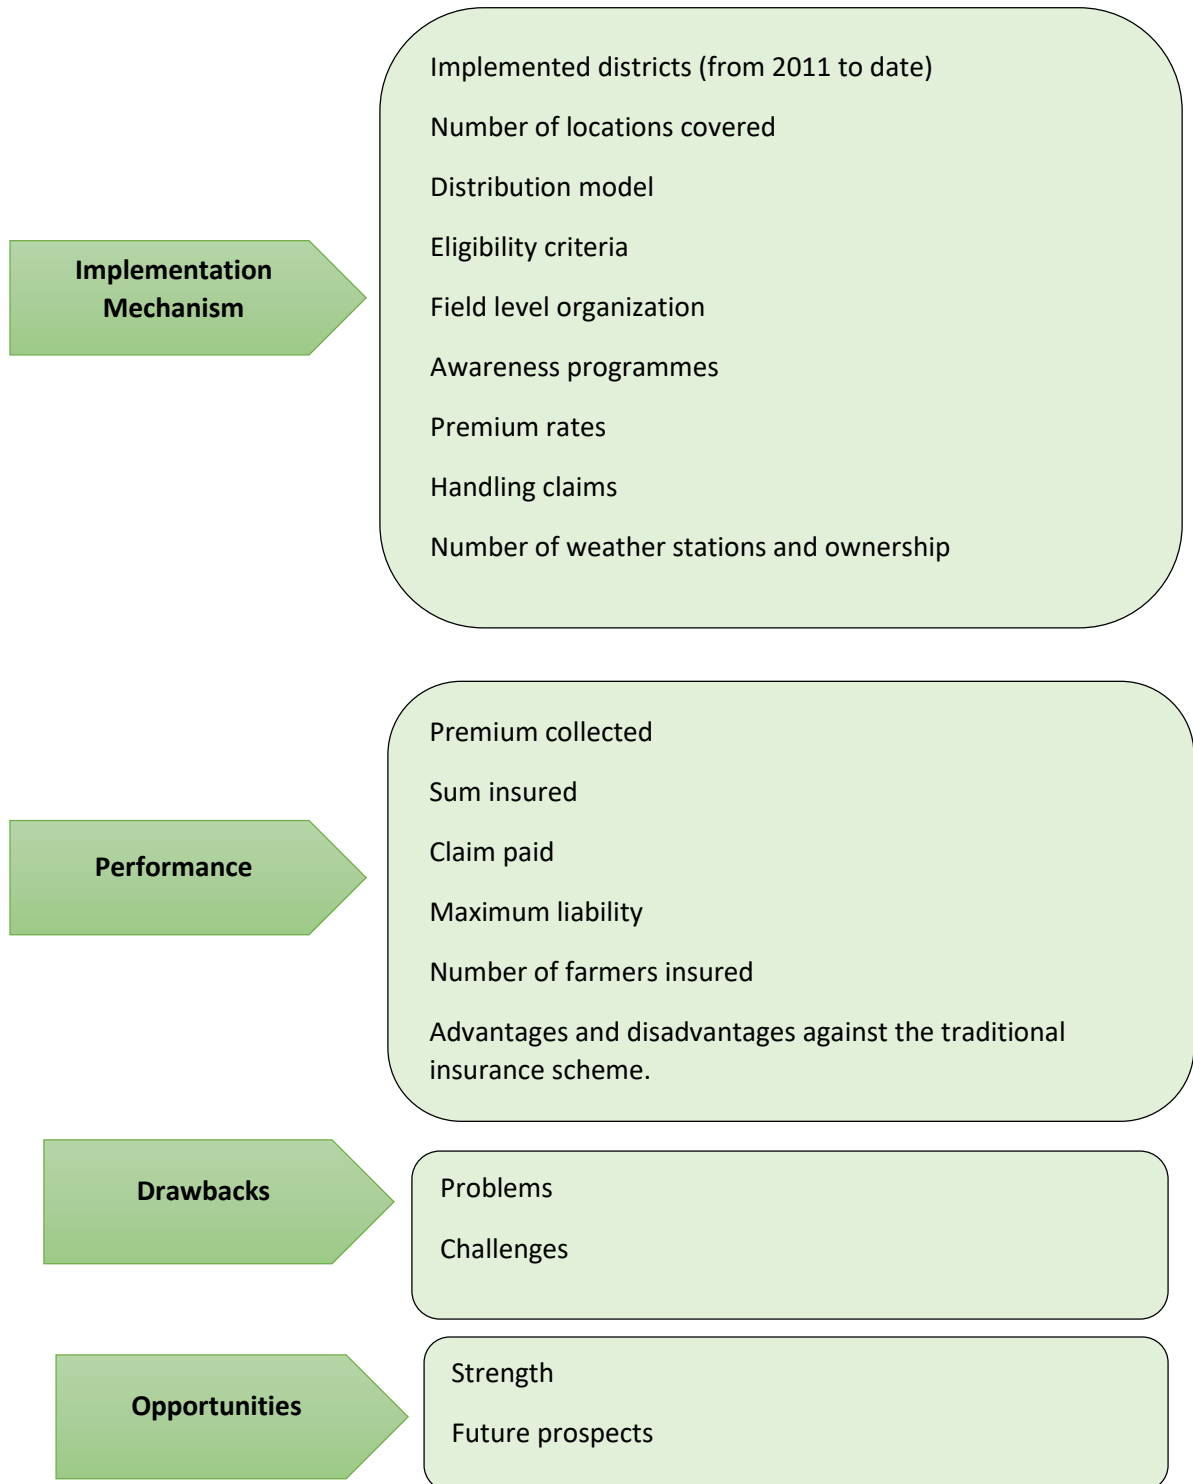 Implementation
Mechanism
Implemented districts (from 2011 to date)
Number of locations covered
Distribution model
Eligibility criteria
Field level organization
Awareness programmes
Premium rates
Handling claims
Number of weather stations and ownership
Performance
Premium collected
Sum insured
Claim paid
Maximum liability
Number of farmers insured
Advantages and disadvantages against the traditional
insurance scheme.
Drawbacks
Problems
Challenges
Opportunities
Strength
Future prospects